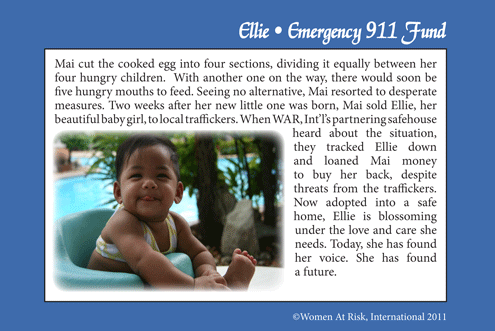 Ellie • Emergency 911 Fund
Mai cut the cooked egg into four sections, dividing it equally between her
four hungry children. With another one on the way, there would soon be
five hungry mouths to feed. Seeing no alternative, Mai resorted to desperate
measures. Two weeks after her new little one was born, Mai sold Ellie, her
beautiful baby girl, to local traffickers. When WAR, Int'l's partnering safehouse
heard about the situation,
they tracked Ellie down
and loaned Mai money
to buy her back, despite
threats from the traffickers.
Now adopted into a safe
home, Ellie is blossoming
under the love and care she
needs. Today, she has found
her voice. She has found
a future.
©Women At Risk, International 2011